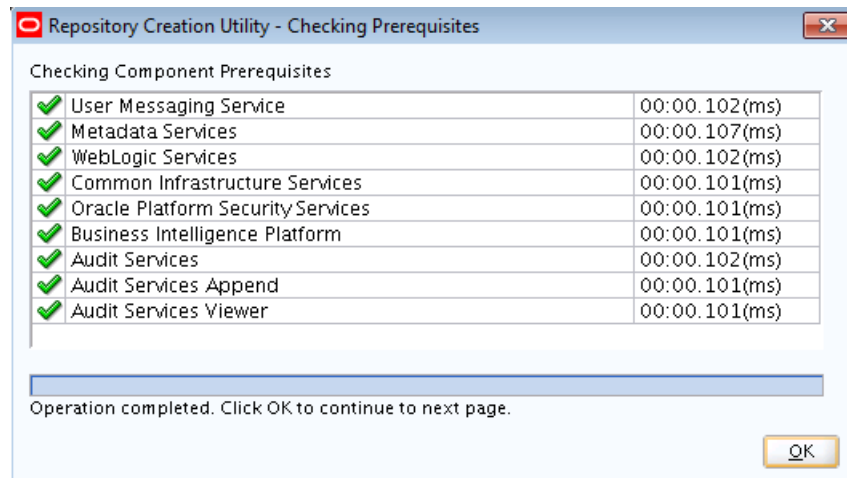 Repository Creation Utility - Checking Prerequisites
Checking Component Prerequisites
User Messaging Service 00:00.102(ms)
Metadata Services 00:00.107(ms)
WebLogic Services 00:00.102(ms)
Common Infrastructure Services 00:00.101(ms)
Oracle Platform Security Services 00:00.101(ms)
Business Intelligence Platform 00:00.101(ms)
Audit Services 00:00.102(ms)
Audit Services Append 00:00.101(ms)
Audit Services Viewer 00:00.101(ms)
Operation completed. Click OK to continue to next page.
OK